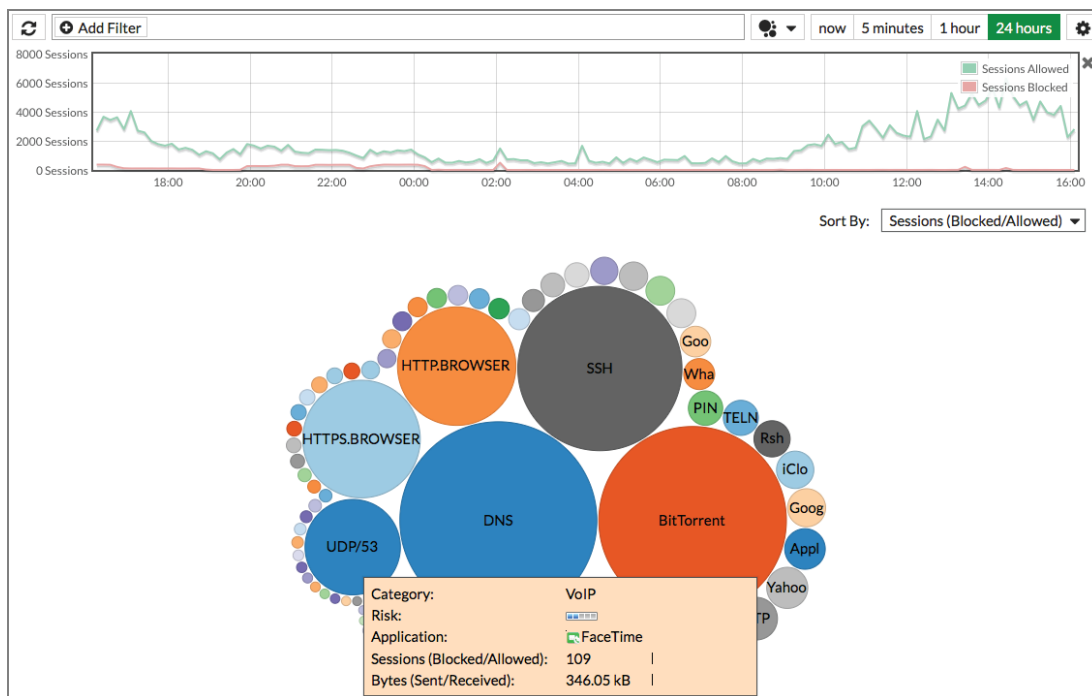 Add Filter
now 5 minutes 1 hour 24 hours
8000 Sessions
6000 Sessions
4000 Sessions
2000 Sessions
0 Sessions
Sessions Allowed
Sessions Blocked
18:00 20:00 22:00 00:00 02:00 04:00 06:00 08:00 10:00 12:00 14:00 16:00
Sort By: Sessions (Blocked/Allowed)
HTTP.BROWSER
SSH
Goo
Wha
PIN
TELN
Rsh
HTTPS.BROWSER
iClo
Goog
DNS
BitTorrent
UDP/53
Appl
Yahoo
TP
Category: VoIP
Risk:
Application: FaceTime
Sessions (Blocked/Allowed): 109
Bytes (Sent/Received): 346.05 kB